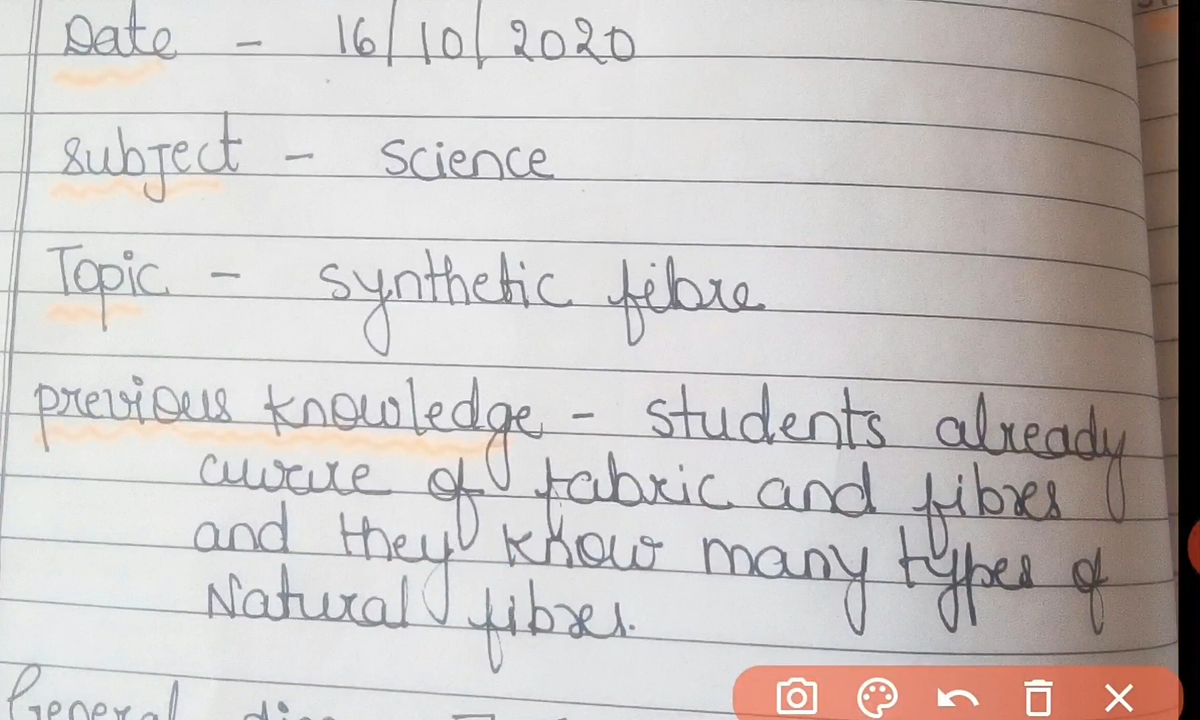 Date - 16/10/2020
Subject - Science
Topic - Synthetic fibre
previous knowledge - students already
aware of fabric and fibres
and they know many types of
Natural fibres.
General